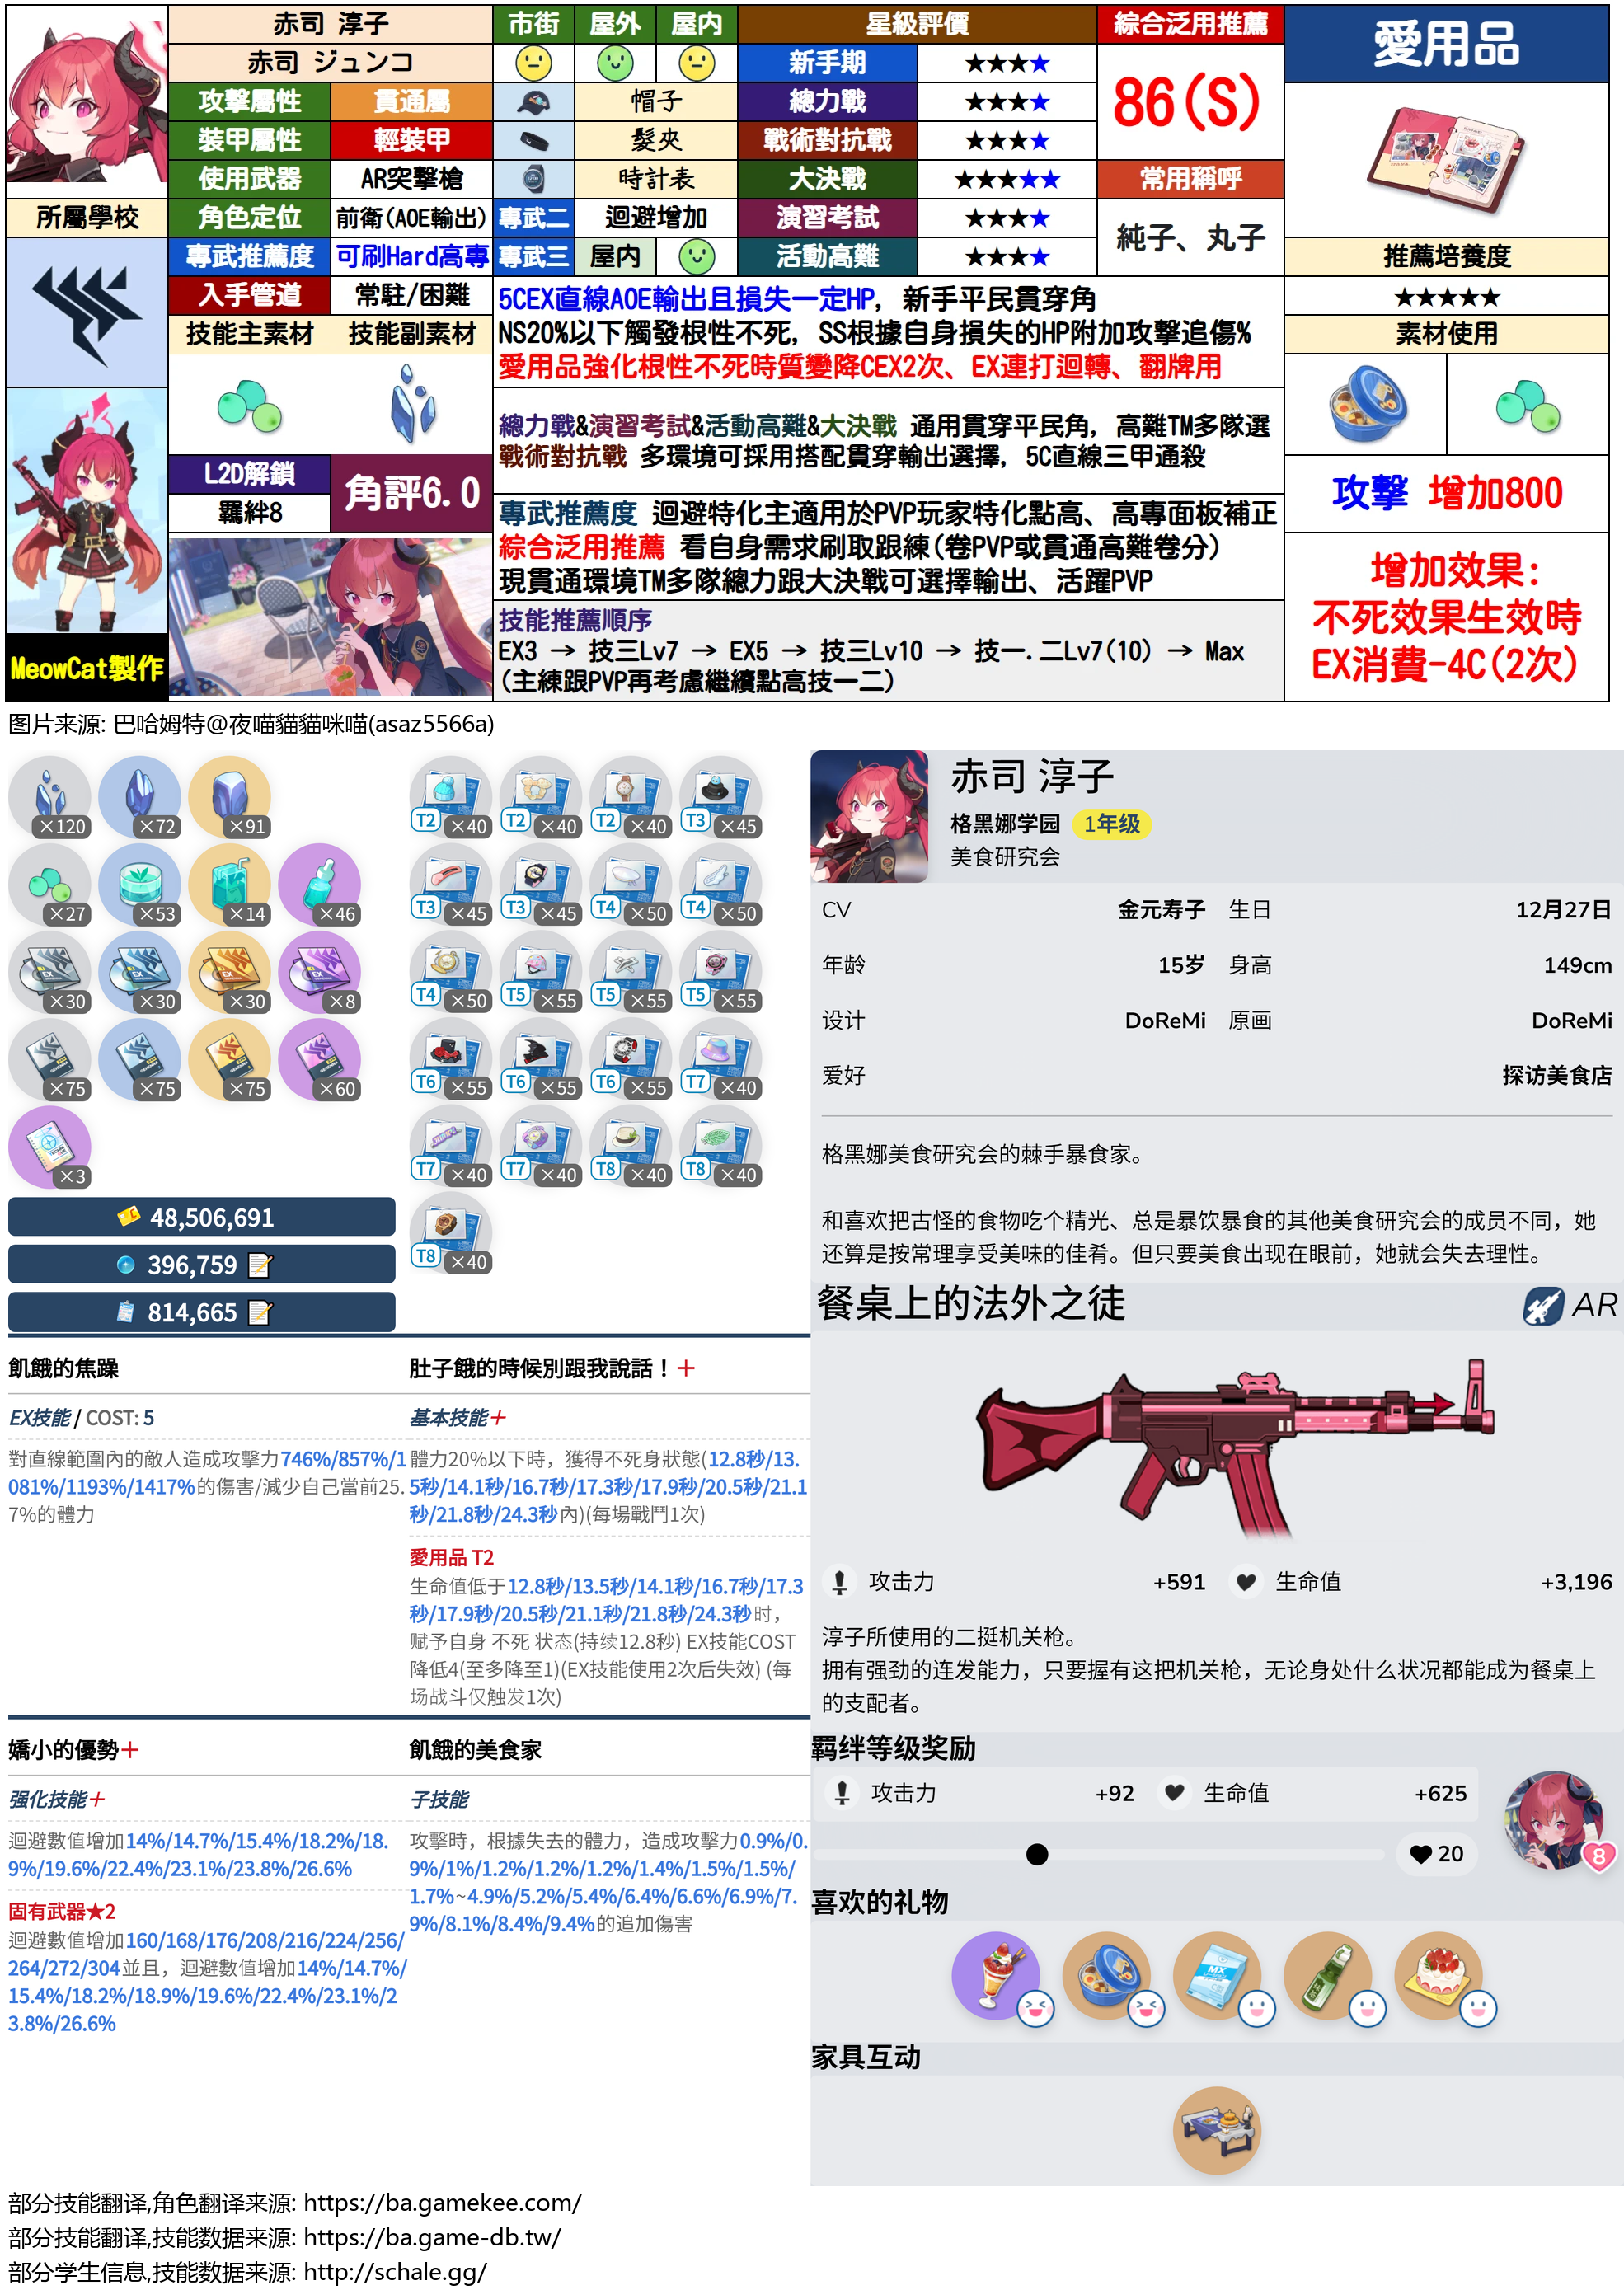 赤司 淳子
市街 屋外 屋内
星級評價
綜合泛用推薦
愛用品
赤司 ジュンコ
新手期 ★★★★
86(S)
攻擊屬性 貫通屬
帽子
總力戰 ★★★★
裝甲屬性 輕裝甲
髮夾
戰術對抗戰 ★★★★
使用武器 AR突擊槍
時計表
大決戰 ★★★★★
常用稱呼
所屬學校
角色定位 前衛(AOE輸出)
專武二 迴避增加
演習考試 ★★★★
純子、丸子
專武推薦度 可刷Hard高專
專武三 屋内
活動高難 ★★★★
推薦培養度
入手管道 常駐/困難
★★★★★
技能主素材 技能副素材
素材使用
5CEX直線AOE輸出且損失一定HP, 新手平民貫穿角
NS20%以下觸發根性不死, SS根據自身損失的HP附加攻擊追傷%
愛用品強化根性不死時質變降CEX2次、EX連打迴轉、翻牌用
總力戰&演習考試&活動高難&大決戰 通用貫穿平民角, 高難TM多隊選
戰術對抗戰 多環境可採用搭配貫穿輸出選擇, 5C直線三甲通殺
L2D解鎖
羈絆8
角評6.0
攻擊 增加800
專武推薦度 迴避特化主適用於PVP玩家特化點高、高專面板補正
綜合泛用推薦 看自身需求刷取跟練(卷PVP或貫通高難卷分)
現貫通環境TM多隊總力跟大決戰可選擇輸出、活躍PVP
增加效果:
不死效果生效時
EX消費-4C(2次)
技能推薦順序
EX3 → 技三Lv7 → EX5 → 技三Lv10 → 技一.二Lv7(10) → Max
(主練跟PVP再考慮繼續點高技一二)
MeowCat製作
图片来源: 巴哈姆特@夜喵貓貓咪喵(asaz5566a)
×120 ×72 ×91
×27 ×53 ×14 ×46
×30 ×30 ×30 ×8
×75 ×75 ×75 ×60
×3
48,506,691
396,759
814,665
T2 ×40 T2 ×40 T2 ×40 T3 ×45
T3 ×45 T3 ×45 T4 ×50 T4 ×50
T4 ×50 T5 ×55 T5 ×55 T5 ×55
T6 ×55 T6 ×55 T6 ×55 T7 ×40
T7 ×40 T7 ×40 T8 ×40 T8 ×40
T8 ×40
赤司 淳子
格黑娜学园 1年级
美食研究会
CV 金元寿子 生日 12月27日
年龄 15岁 身高 149cm
设计 DoReMi 原画 DoReMi
爱好 探访美食店
格黑娜美食研究会的棘手暴食家。
和喜欢把古怪的食物吃个精光、总是暴饮暴食的其他美食研究会的成员不同，她
还算是按常理享受美味的佳肴。但只要美食出现在眼前，她就会失去理性。
餐桌上的法外之徒 AR
攻击力 +591 生命值 +3,196
淳子所使用的二挺机关枪。
拥有强劲的连发能力，只要握有这把机关枪，无论身处什么状况都能成为餐桌上
的支配者。
羁绊等级奖励
攻击力 +92 生命值 +625
20
8
喜欢的礼物
MX
家具互动
飢餓的焦躁
EX技能 / COST: 5
對直線範圍內的敵人造成攻擊力746%/857%/1
081%/1193%/1417%的傷害/減少自己當前25.
7%的體力
肚子餓的時候別跟我說話！+
基本技能+
體力20%以下時，獲得不死身狀態(12.8秒/13.
5秒/14.1秒/16.7秒/17.3秒/17.9秒/20.5秒/21.1
秒/21.8秒/24.3秒內)(每場戰鬥1次)
愛用品 T2
生命值低于12.8秒/13.5秒/14.1秒/16.7秒/17.3
秒/17.9秒/20.5秒/21.1秒/21.8秒/24.3秒时，
赋予自身 不死 状态(持续12.8秒) EX技能COST
降低4(至多降至1)(EX技能使用2次后失效) (每
场战斗仅触发1次)
嬌小的優勢+
强化技能+
迴避數值增加14%/14.7%/15.4%/18.2%/18.
9%/19.6%/22.4%/23.1%/23.8%/26.6%
固有武器★2
迴避數值增加160/168/176/208/216/224/256/
264/272/304並且，迴避數值增加14%/14.7%/
15.4%/18.2%/18.9%/19.6%/22.4%/23.1%/2
3.8%/26.6%
飢餓的美食家
子技能
攻擊時，根據失去的體力，造成攻擊力0.9%/0.
9%/1%/1.2%/1.2%/1.2%/1.4%/1.5%/1.5%/
1.7%~4.9%/5.2%/5.4%/6.4%/6.6%/6.9%/7.
9%/8.1%/8.4%/9.4%的追加傷害
部分技能翻译,角色翻译来源: https://ba.gamekee.com/
部分技能翻译,技能数据来源: https://ba.game-db.tw/
部分学生信息,技能数据来源: http://schale.gg/